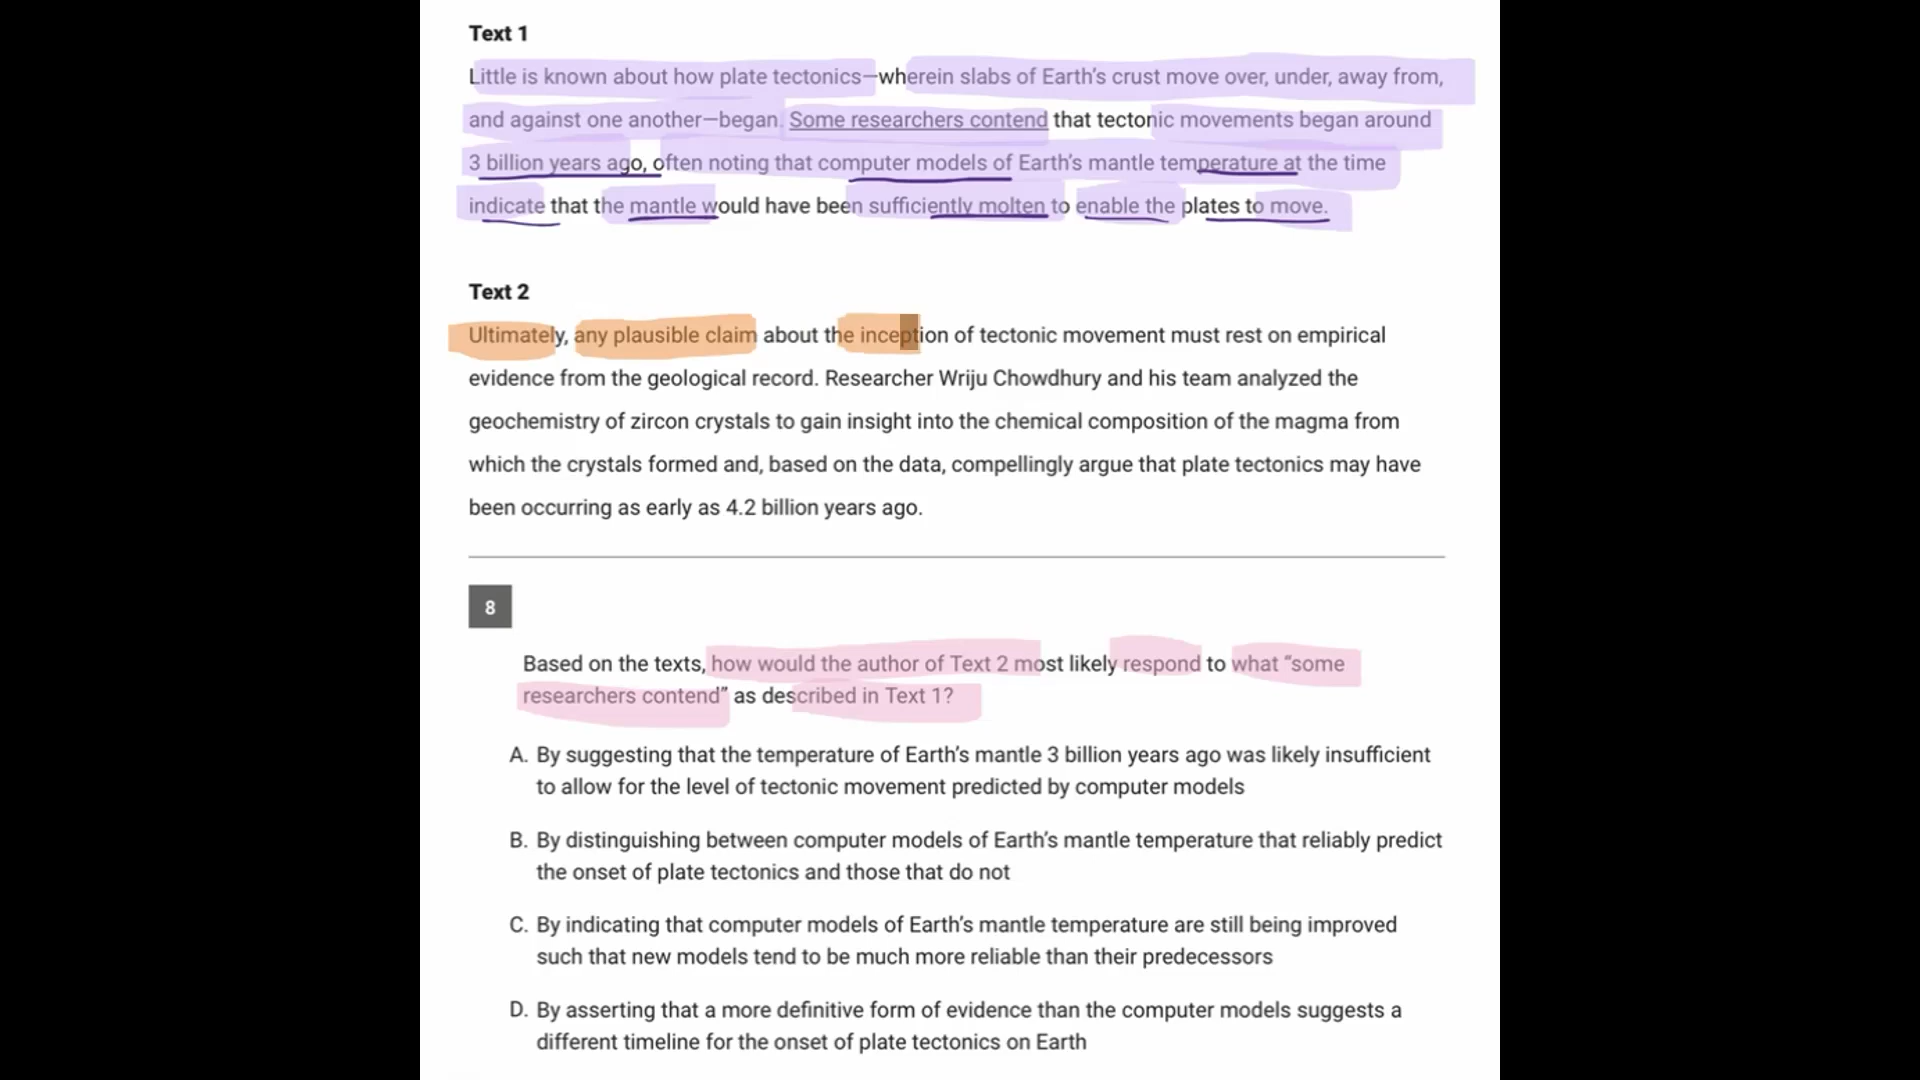 Text 1
Little is known about how plate tectonics—wherein slabs of Earth's crust move over, under, away from,
and against one another—began. Some researchers contend that tectonic movements began around
3 billion years ago, often noting that computer models of Earth's mantle temperature at the time
indicate that the mantle would have been sufficiently molten to enable the plates to move.
Text 2
Ultimately, any plausible claim about the inception of tectonic movement must rest on empirical
evidence from the geological record. Researcher Wriju Chowdhury and his team analyzed the
geochemistry of zircon crystals to gain insight into the chemical composition of the magma from
which the crystals formed and, based on the data, compellingly argue that plate tectonics may have
been occurring as early as 4.2 billion years ago.
8
Based on the texts, how would the author of Text 2 most likely respond to what “some
researchers contend” as described in Text 1?
A. By suggesting that the temperature of Earth's mantle 3 billion years ago was likely insufficient
to allow for the level of tectonic movement predicted by computer models
B. By distinguishing between computer models of Earth's mantle temperature that reliably predict
the onset of plate tectonics and those that do not
C. By indicating that computer models of Earth's mantle temperature are still being improved
such that new models tend to be much more reliable than their predecessors
D. By asserting that a more definitive form of evidence than the computer models suggests a
different timeline for the onset of plate tectonics on Earth